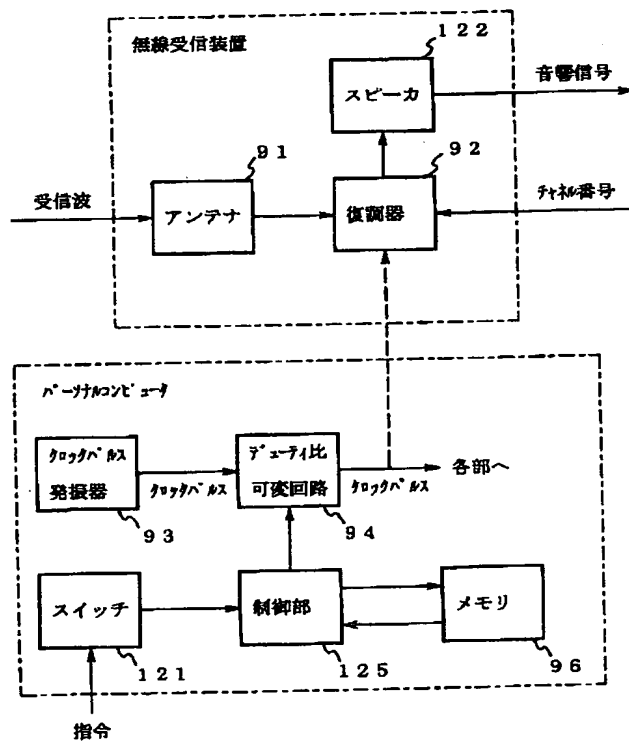 無線受信装置
122
スピーカ
音響信号
91
92
受信波
アンテナ
復調器
チャネル番号
パーソナルコンピュータ
クロックパルス
発振器
クロックパルス
デューティ比
可変回路
クロックパルス
各部へ
93
94
スイッチ
制御部
メモリ
121
125
96
指令